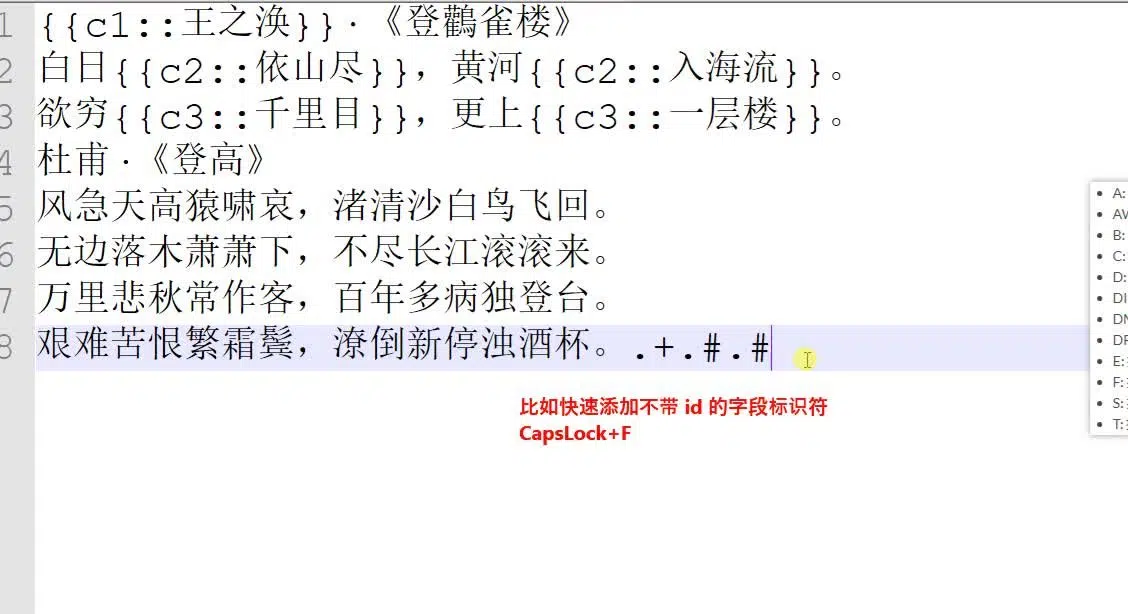 1 {{c1::王之涣}}·《登鸛雀楼》
2 白日{{c2::依山尽}}，黄河{{c2::入海流}}。
3 欲穷{{c3::千里目}}，更上{{c3::一层楼}}。
4 杜甫·《登高》
5 风急天高猿啸哀，渚清沙白鸟飞回。
6 无边落木萧萧下，不尽长江滚滚来。
7 万里悲秋常作客，百年多病独登台。
8 艰难苦恨繁霜鬓，潦倒新停浊酒杯。.+.#.#
比如快速添加不带 id 的字段标识符
CapsLock+F
A:
AW
B:
C:
D:
DI
DM
DF
E:
F:
S:
T: